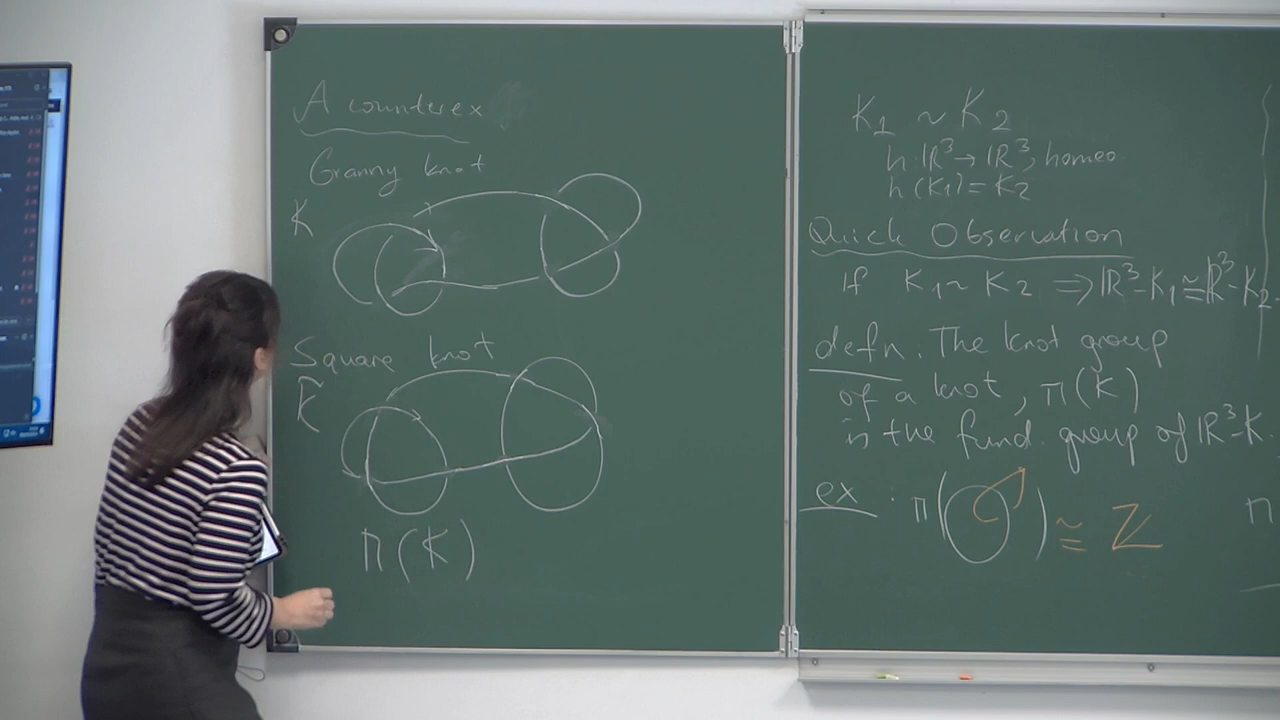 A counterex
Granny knot
K
Square knot
K̃
π(K)
K₁ ~ K₂
h: ℝ³ → ℝ³, homeo
h(K₁) = K₂
Quick Observation
If K₁ ~ K₂ ⇒ ℝ³-K₁ ≅ ℝ³-K₂
defn: The knot group
of a knot, π(K)
is the fund. group of ℝ³-K.
ex: π( ) ≅ ℤ